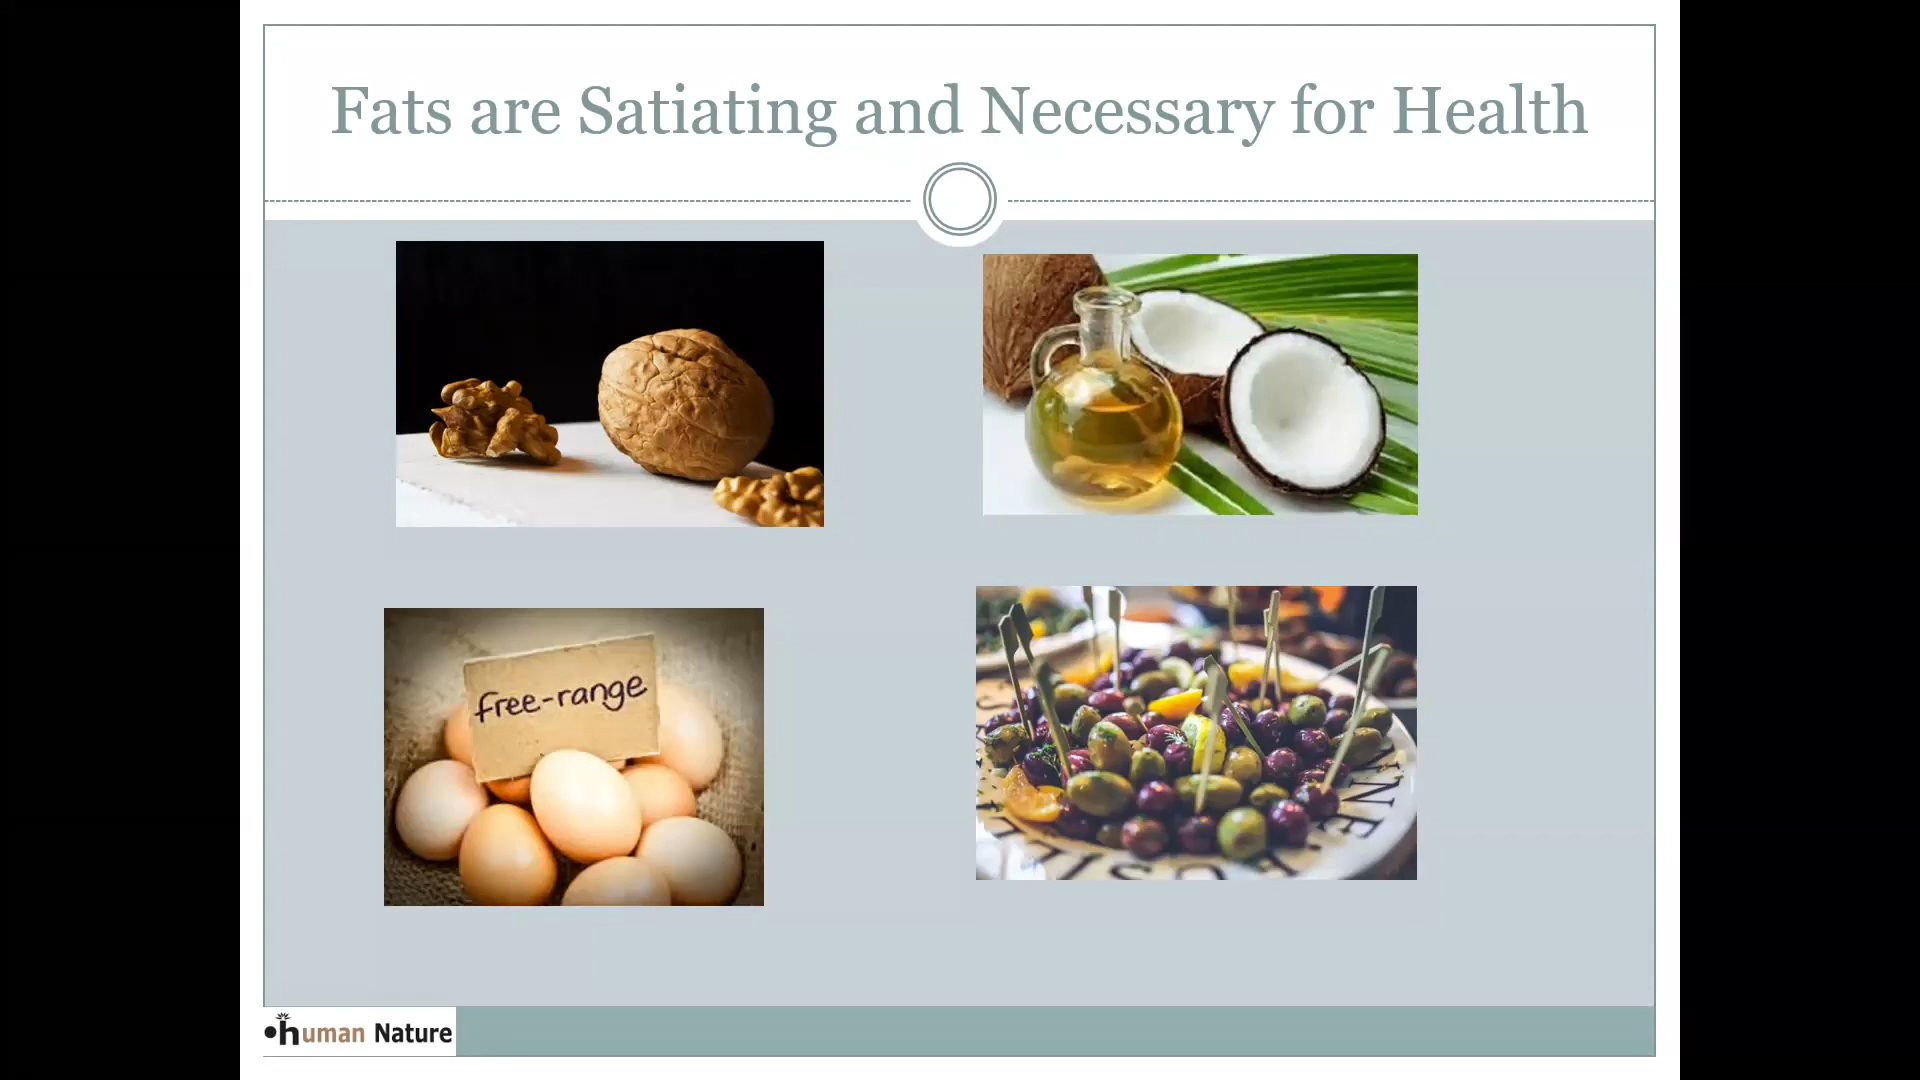 Fats are Satiating and Necessary for Health
free-range
human Nature